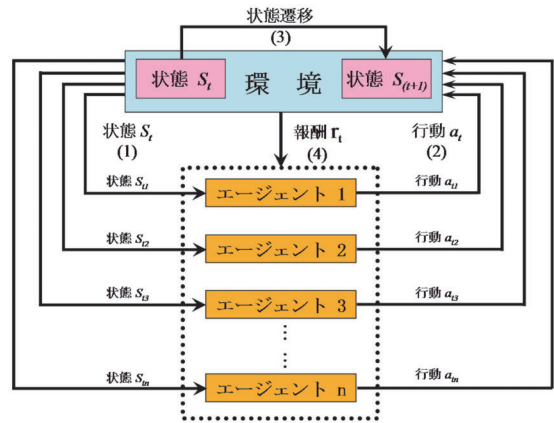 状態遷移
(3)
状態 St
環 境
状態 S(t+1)
状態 St
(1)
報酬 rt
(4)
行動 at
(2)
状態 St1
エージェント 1
行動 at1
状態 St2
エージェント 2
行動 at2
状態 St3
エージェント 3
行動 at3
……
状態 Stn
エージェント n
行動 atn